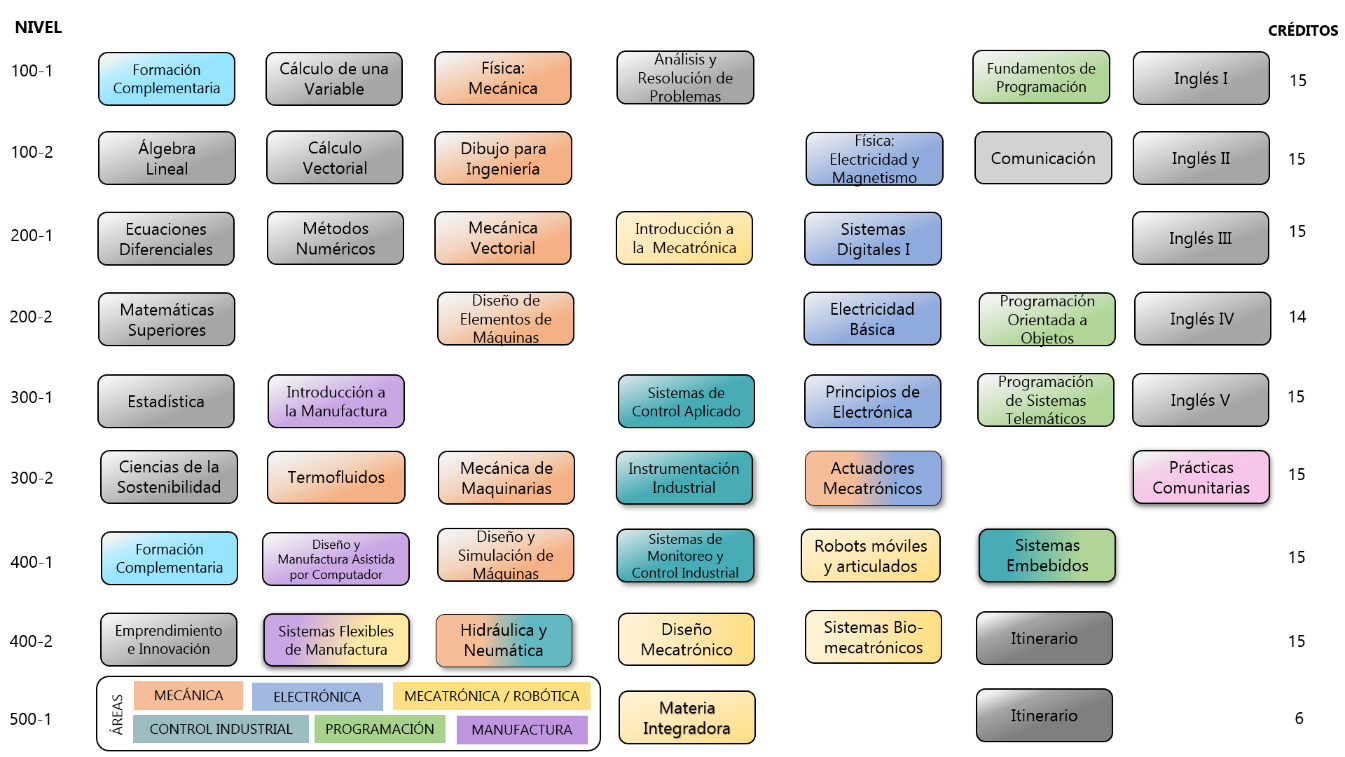 NIVEL
CRÉDITOS
100-1
Formación
Complementaria
Cálculo de una
Variable
Física:
Mecánica
Análisis y
Resolución de
Problemas
Fundamentos de
Programación
Inglés I
15
100-2
Álgebra
Lineal
Cálculo
Vectorial
Dibujo para
Ingeniería
Física:
Electricidad y
Magnetismo
Comunicación
Inglés II
15
200-1
Ecuaciones
Diferenciales
Métodos
Numéricos
Mecánica
Vectorial
Introducción a
la Mecatrónica
Sistemas
Digitales I
Inglés III
15
200-2
Matemáticas
Superiores
Diseño de
Elementos de
Máquinas
Electricidad
Básica
Programación
Orientada a
Objetos
Inglés IV
14
300-1
Estadística
Introducción a
la Manufactura
Sistemas de
Control Aplicado
Principios de
Electrónica
Programación
de Sistemas
Telemáticos
Inglés V
15
300-2
Ciencias de la
Sostenibilidad
Termofluidos
Mecánica de
Maquinarias
Instrumentación
Industrial
Actuadores
Mecatrónicos
Prácticas
Comunitarias
15
400-1
Formación
Complementaria
Diseño y
Manufactura Asistida
por Computador
Diseño y
Simulación de
Máquinas
Sistemas de
Monitoreo y
Control Industrial
Robots móviles
y articulados
Sistemas
Embebidos
15
400-2
Emprendimiento
e Innovación
Sistemas Flexibles
de Manufactura
Hidráulica y
Neumática
Diseño
Mecatrónico
Sistemas Bio-
mecatrónicos
Itinerario
15
500-1
ÁREAS
MECÁNICA
ELECTRÓNICA
MECATRÓNICA / ROBÓTICA
CONTROL INDUSTRIAL
PROGRAMACIÓN
MANUFACTURA
Materia
Integradora
Itinerario
6